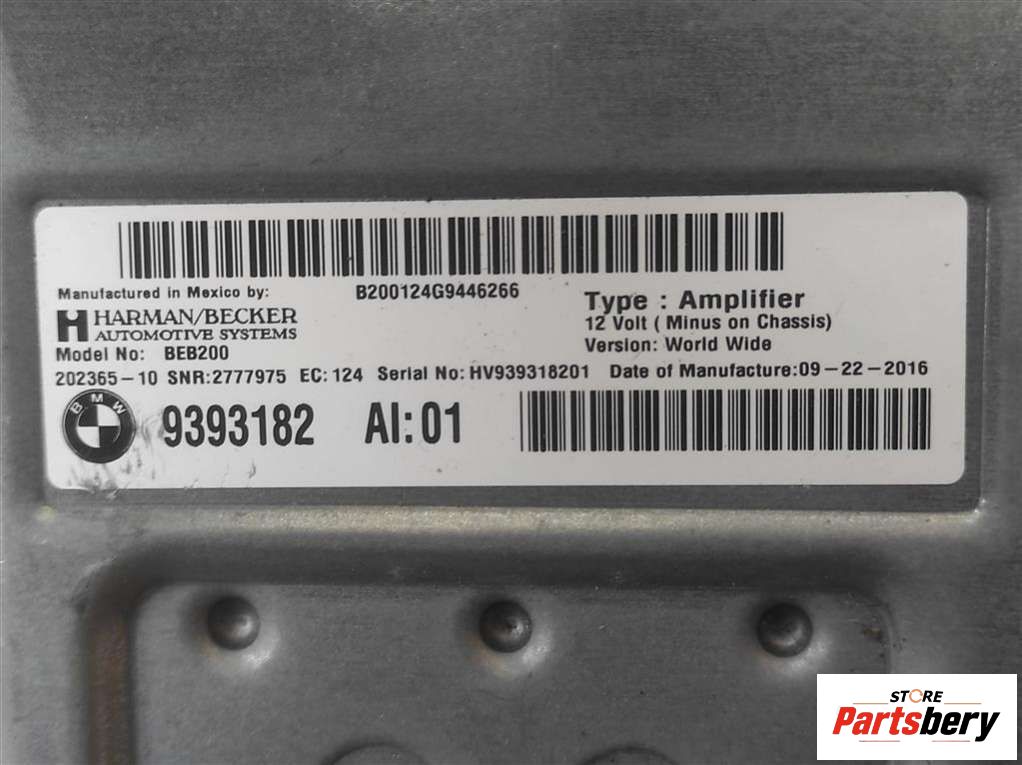 Manufactured in Mexico by: B200124G9446266
HARMAN/BECKER
AUTOMOTIVE SYSTEMS
Type : Amplifier
12 Volt ( Minus on Chassis)
Version: World Wide
Model No: BEB200
202365-10 SNR:2777975 EC:124 Serial No:HV939318201 Date of Manufacture:09-22-2016
BMW 9393182 AI:01
STORE
Partsbery